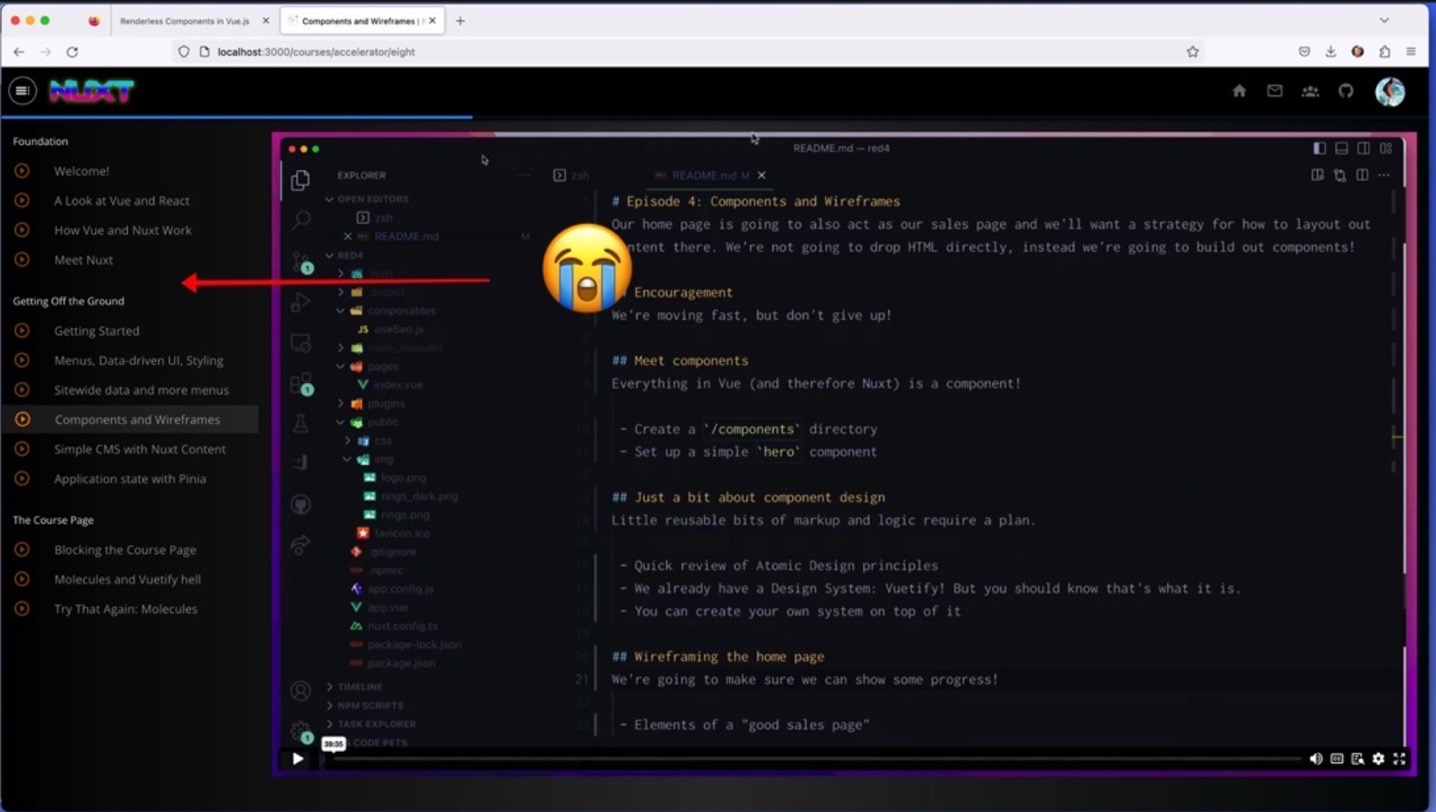 Renderless Components in Vue.js
Components and Wireframes |
localhost:3000/courses/accelerator/eight
NUXT
Foundation
Welcome!
A Look at Vue and React
How Vue and Nuxt Work
Meet Nuxt
Getting Off the Ground
Getting Started
Menus, Data-driven UI, Styling
Sitewide data and more menus
Components and Wireframes
Simple CMS with Nuxt Content
Application state with Pinia
The Course Page
Blocking the Course Page
Molecules and Vuetify hell
Try That Again: Molecules
README.md — red4
EXPLORER
OPEN EDITORS
zsh
README.md M
RED4
.nuxt
.output
composables
JS useSeo.js
node_modules
pages
index.vue
plugins
public
css
img
logo.png
rings_dark.png
rings.png
favicon.ico
.gitignore
.npmrc
app.config.js
app.vue
nuxt.config.ts
package-lock.json
package.json
TIMELINE
NPM SCRIPTS
TASK EXPLORER
CODE PETS
1
1
1
zsh
README.md M
# Episode 4: Components and Wireframes
Our home page is going to also act as our sales page and we'll want a strategy for how to layout out
there. We're not going to drop HTML directly, instead we're going to build out components!
Encouragement
We're moving fast, but don't give up!
## Meet components
Everything in Vue (and therefore Nuxt) is a component!
- Create a `/components` directory
- Set up a simple `hero` component
## Just a bit about component design
Little reusable bits of markup and logic require a plan.
- Quick review of Atomic Design principles
- We already have a Design System: Vuetify! But you should know that's what it is.
- You can create your own system on top of it
## Wireframing the home page
21 We're going to make sure we can show some progress!
- Elements of a "good sales page"
39:35